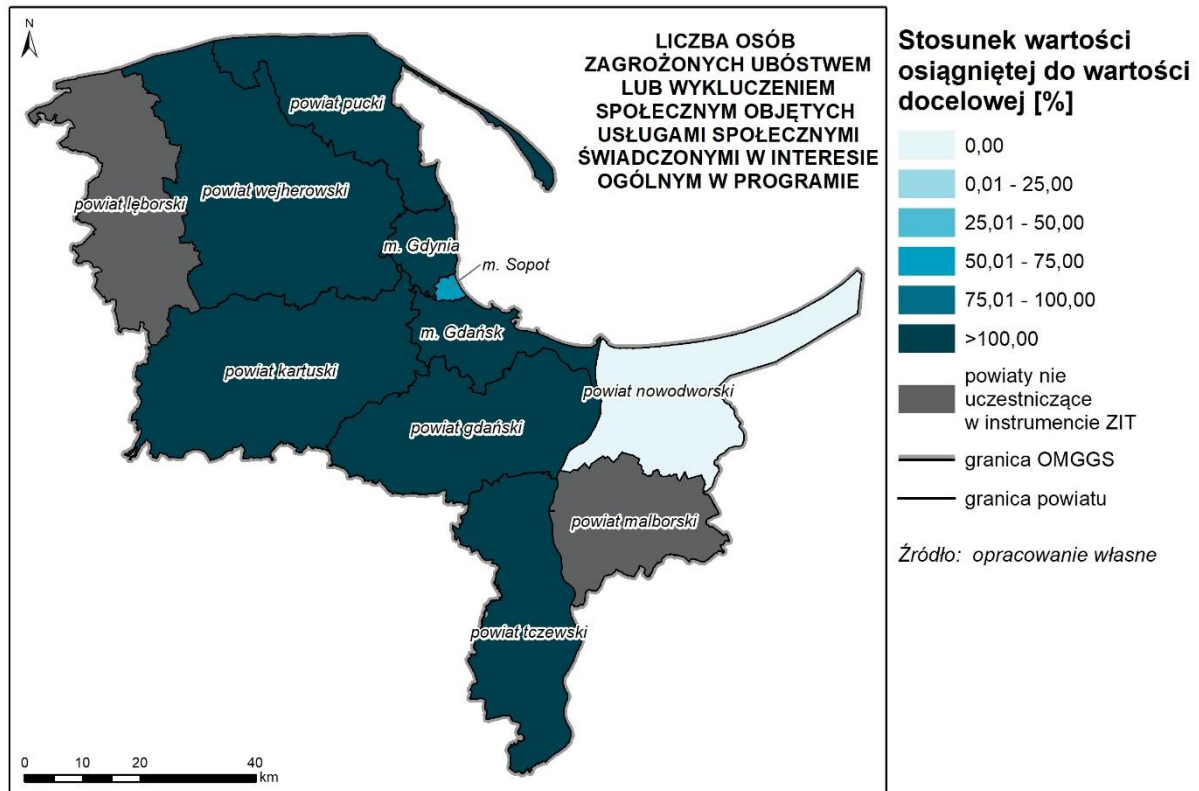 N
LICZBA OSÓB
ZAGROŻONYCH UBÓSTWEM
LUB WYKLUCZENIEM
SPOŁECZNYM OBJĘTYCH
USŁUGAMI SPOŁECZNYMI
ŚWIADCZONYMI W INTERESIE
OGÓLNYM W PROGRAMIE
powiat pucki
powiat wejherowski
powiat lęborski
m. Gdynia
m. Sopot
m. Gdańsk
powiat kartuski
powiat nowodworski
powiat gdański
powiat malborski
powiat tczewski
0 10 20 40
km
Stosunek wartości
osiągniętej do wartości
docelowej [%]
0,00
0,01 - 25,00
25,01 - 50,00
50,01 - 75,00
75,01 - 100,00
>100,00
powiaty nie
uczestniczące
w instrumencie ZIT
granica OMGGS
granica powiatu
Źródło: opracowanie własne